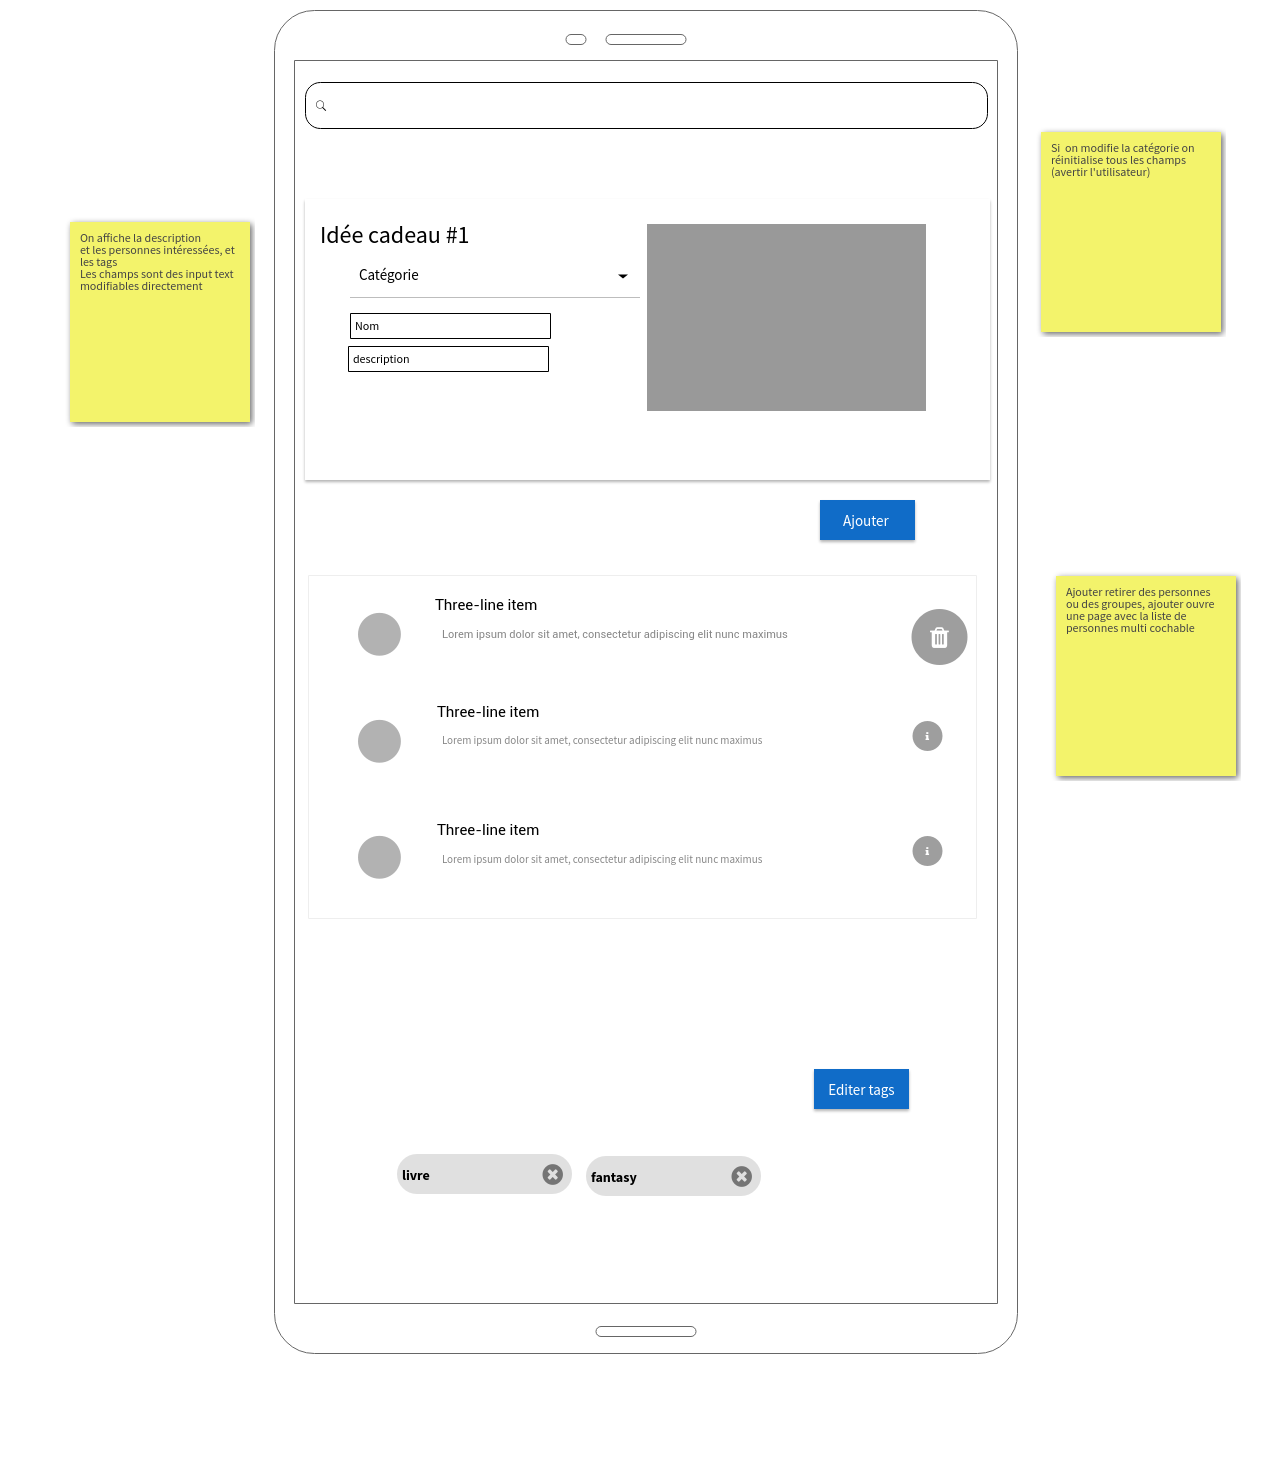 Si  on modifie la catégorie on
réinitialise tous les champs
(avertir l'utilisateur)
On affiche la description
et les personnes intéressées, et
les tags
Les champs sont des input text
modifiables directement
Idée cadeau #1
Catégorie
Nom
description
Ajouter
Ajouter retirer des personnes
ou des groupes, ajouter ouvre
une page avec la liste de
personnes multi cochable
Three-line item
Lorem ipsum dolor sit amet, consectetur adipiscing elit nunc maximus
Three-line item
Lorem ipsum dolor sit amet, consectetur adipiscing elit nunc maximus
Three-line item
Lorem ipsum dolor sit amet, consectetur adipiscing elit nunc maximus
Editer tags
livre
fantasy